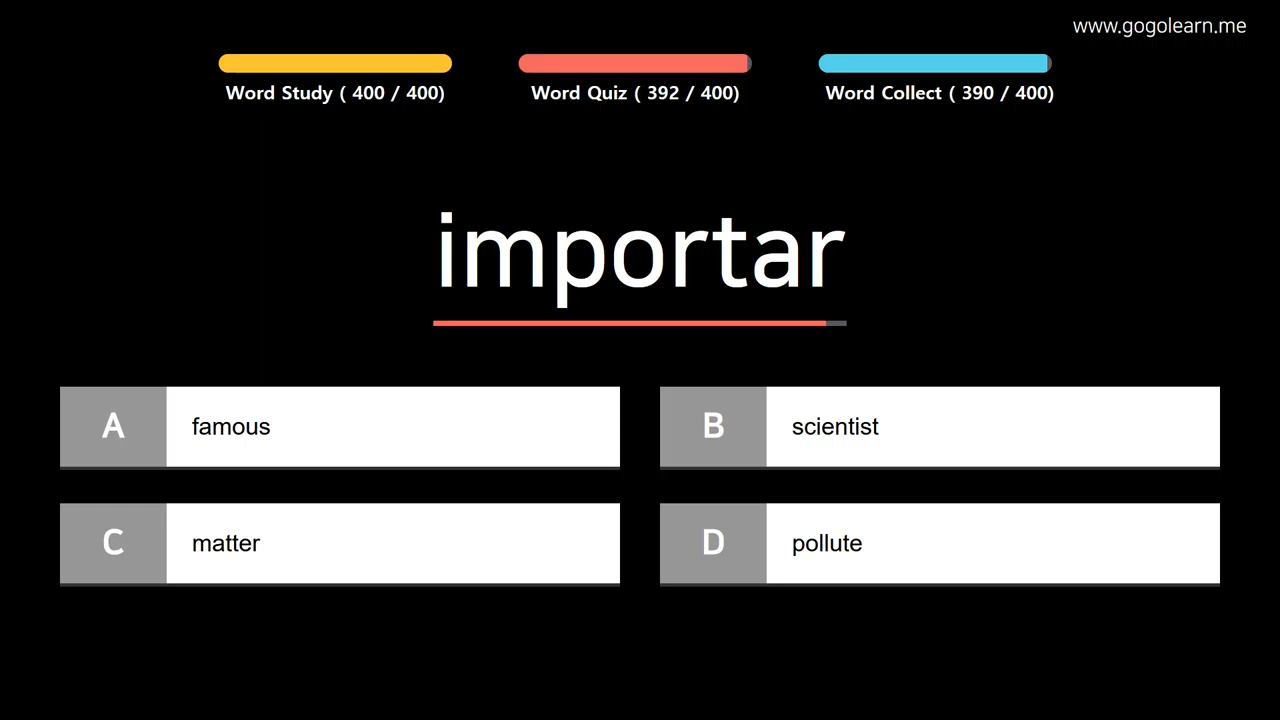 www.gogolearn.me
Word Study ( 400 / 400)
Word Quiz ( 392 / 400)
Word Collect ( 390 / 400)
importar
A famous
B scientist
C matter
D pollute